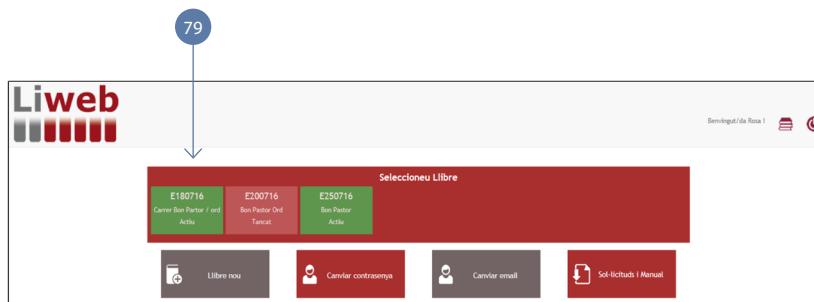 79
Liweb
Benvingut/da Rosa I
Seleccioneu Llibre
E180716
Carrer Bon Partor / ord
Actiu
E200716
Bon Pastor Ord
Tancat
E250716
Bon Pastor
Actiu
Llibre nou
Canviar contrasenya
Canviar email
Sol·licituds i Manual